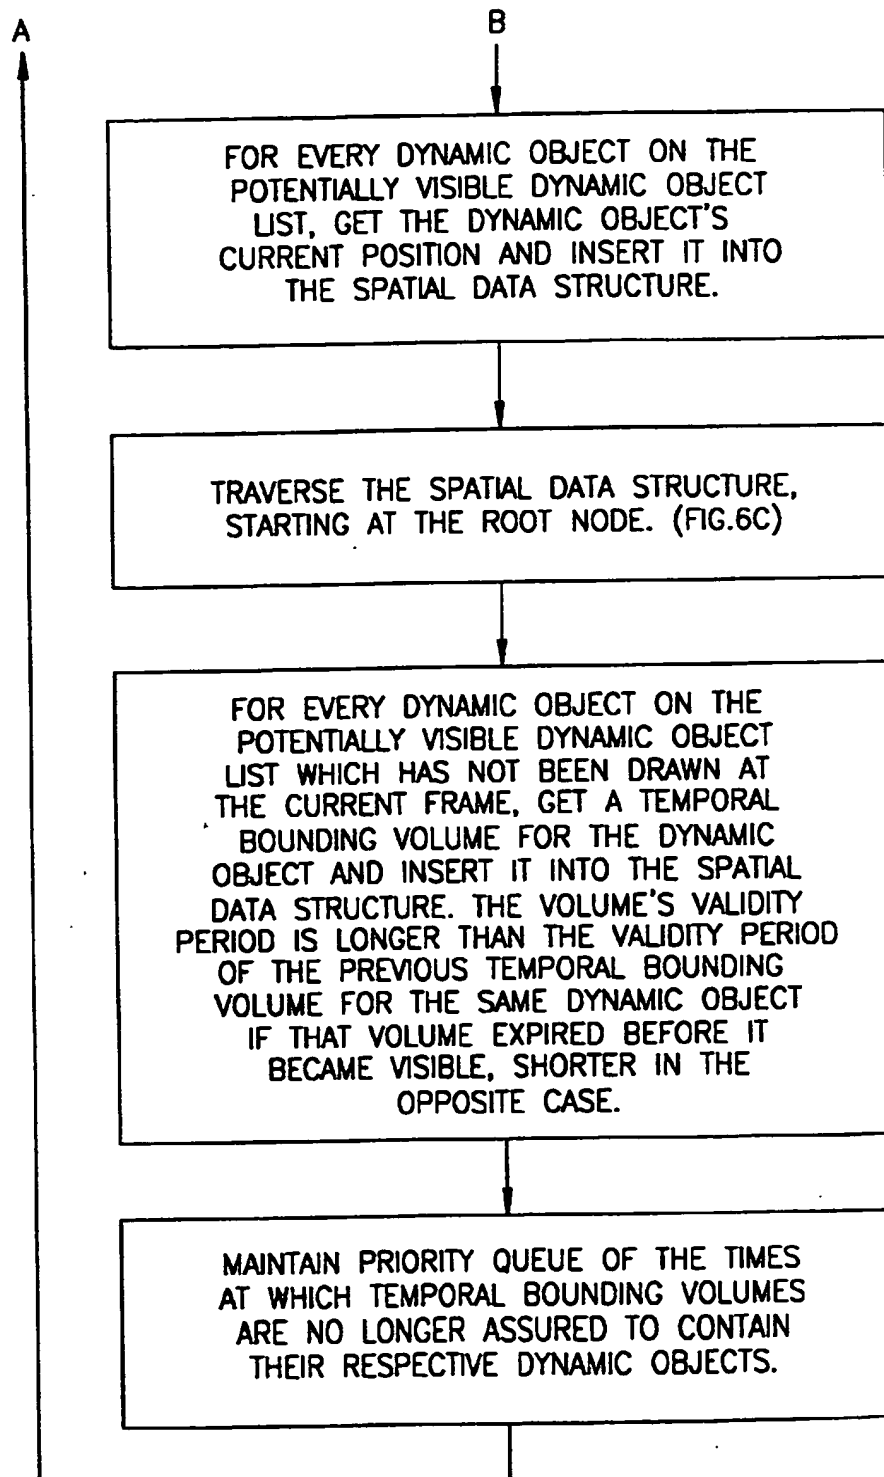 A
B
FOR EVERY DYNAMIC OBJECT ON THE
POTENTIALLY VISIBLE DYNAMIC OBJECT
LIST, GET THE DYNAMIC OBJECT'S
CURRENT POSITION AND INSERT IT INTO
THE SPATIAL DATA STRUCTURE.
TRAVERSE THE SPATIAL DATA STRUCTURE,
STARTING AT THE ROOT NODE. (FIG.6C)
FOR EVERY DYNAMIC OBJECT ON THE
POTENTIALLY VISIBLE DYNAMIC OBJECT
LIST WHICH HAS NOT BEEN DRAWN AT
THE CURRENT FRAME, GET A TEMPORAL
BOUNDING VOLUME FOR THE DYNAMIC
OBJECT AND INSERT IT INTO THE SPATIAL
DATA STRUCTURE. THE VOLUME'S VALIDITY
PERIOD IS LONGER THAN THE VALIDITY PERIOD
OF THE PREVIOUS TEMPORAL BOUNDING
VOLUME FOR THE SAME DYNAMIC OBJECT
IF THAT VOLUME EXPIRED BEFORE IT
BECAME VISIBLE, SHORTER IN THE
OPPOSITE CASE.
MAINTAIN PRIORITY QUEUE OF THE TIMES
AT WHICH TEMPORAL BOUNDING VOLUMES
ARE NO LONGER ASSURED TO CONTAIN
THEIR RESPECTIVE DYNAMIC OBJECTS.